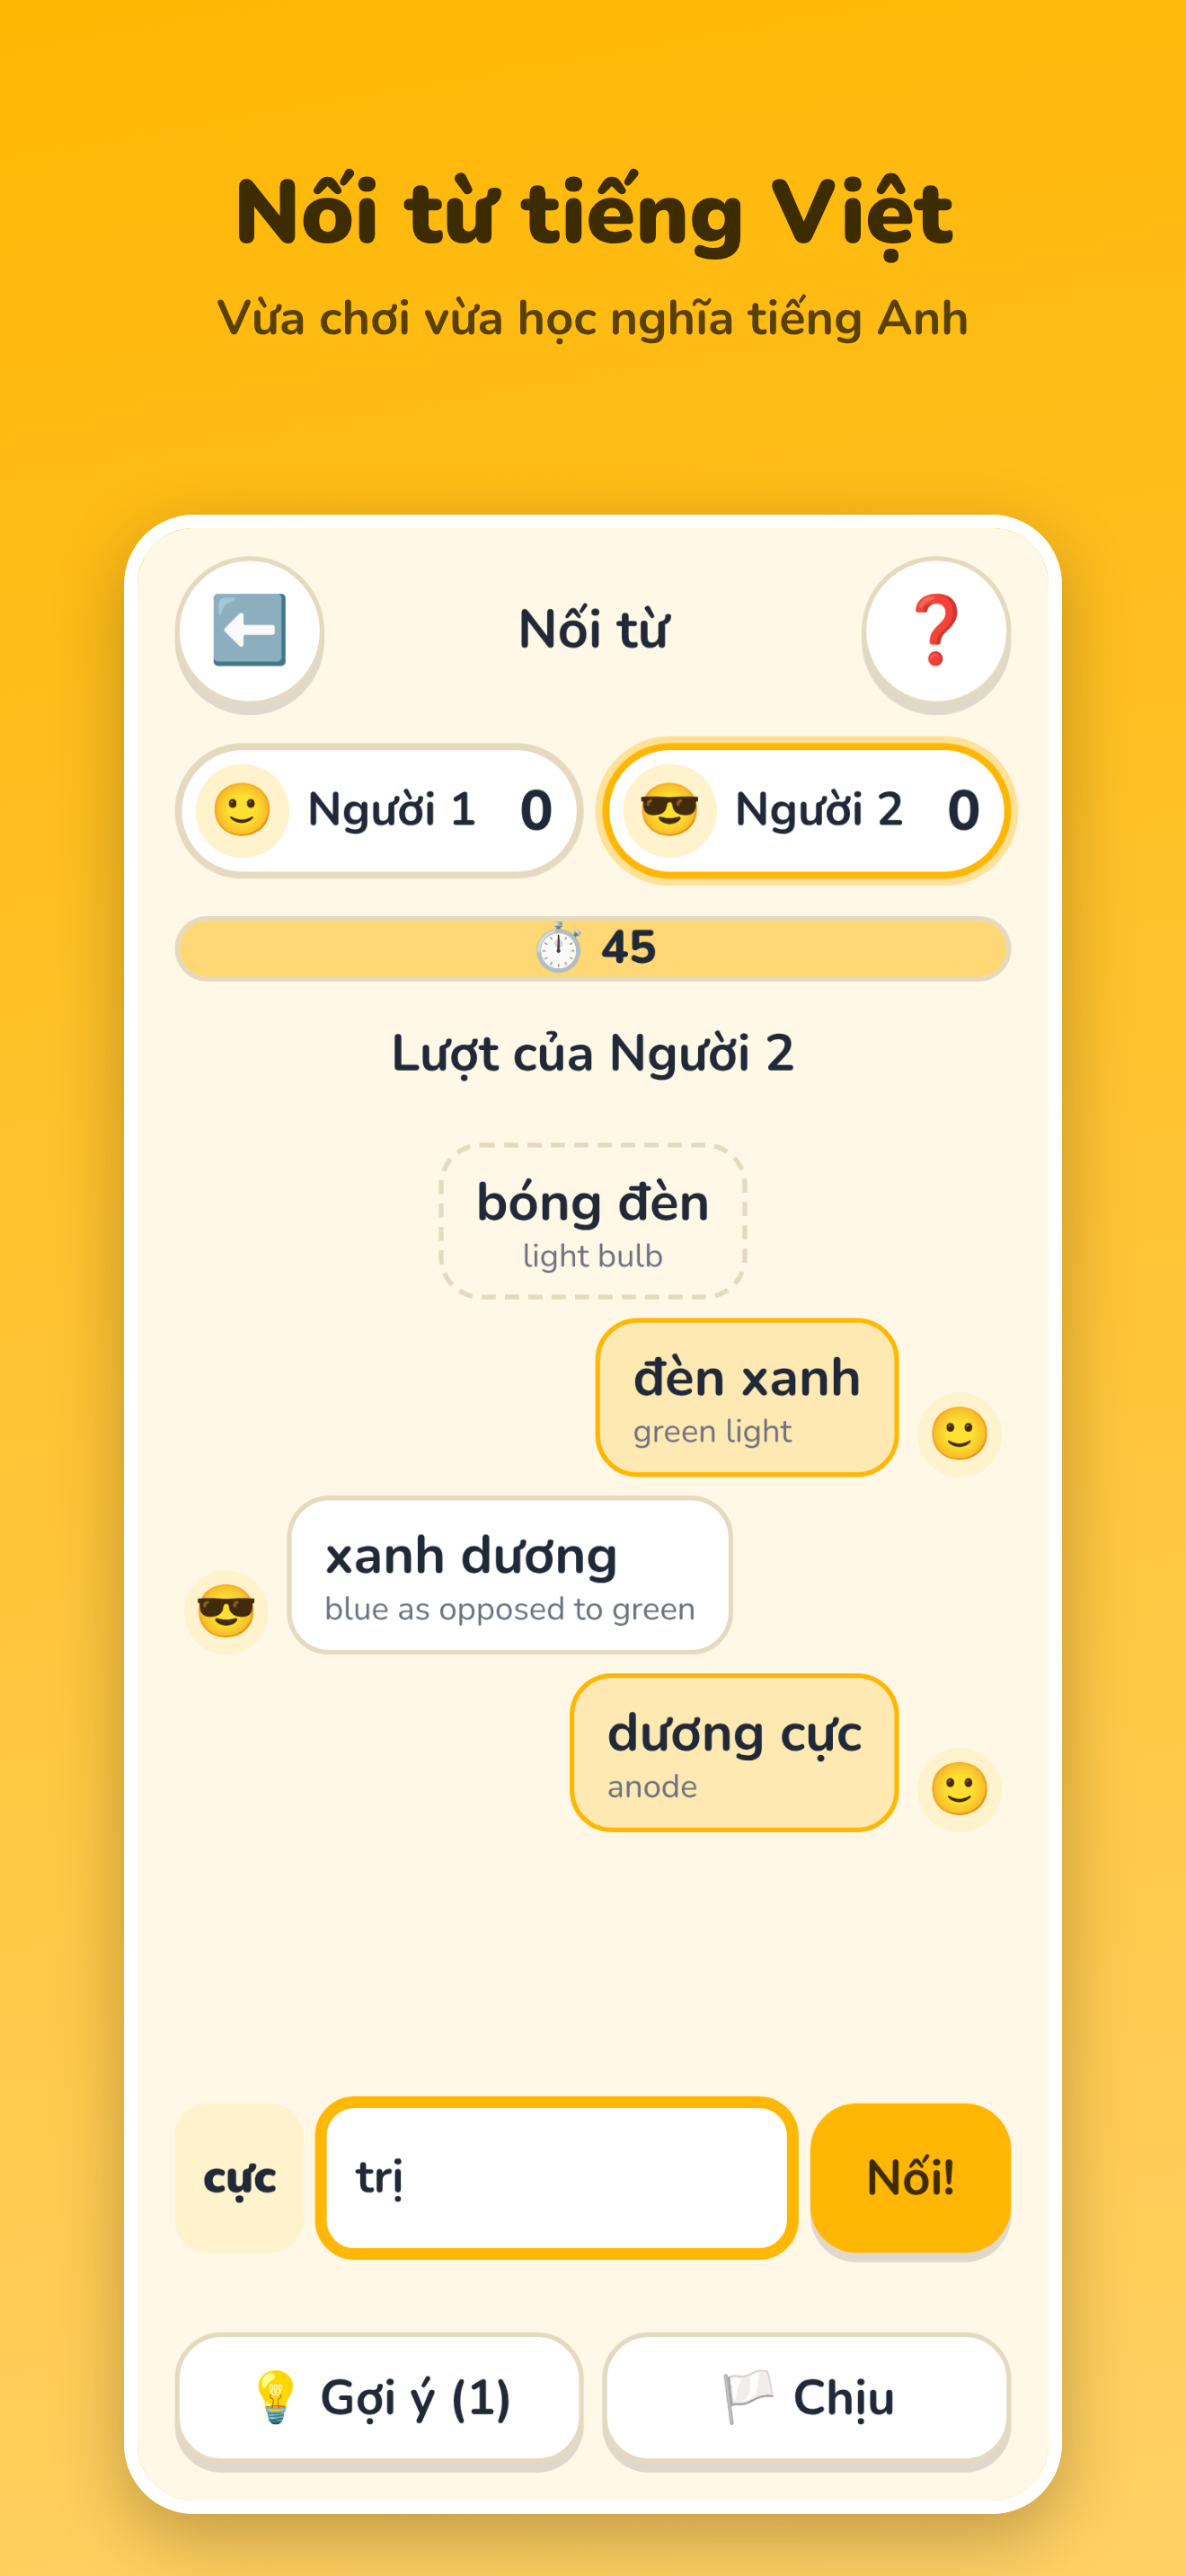 Nối từ tiếng Việt
Vừa chơi vừa học nghĩa tiếng Anh
Nối từ
Người 1 0
Người 2 0
45
Lượt của Người 2
bóng đèn
light bulb
đèn xanh
green light
xanh dương
blue as opposed to green
dương cực
anode
cực
trị
Nối!
Gợi ý (1)
Chịu